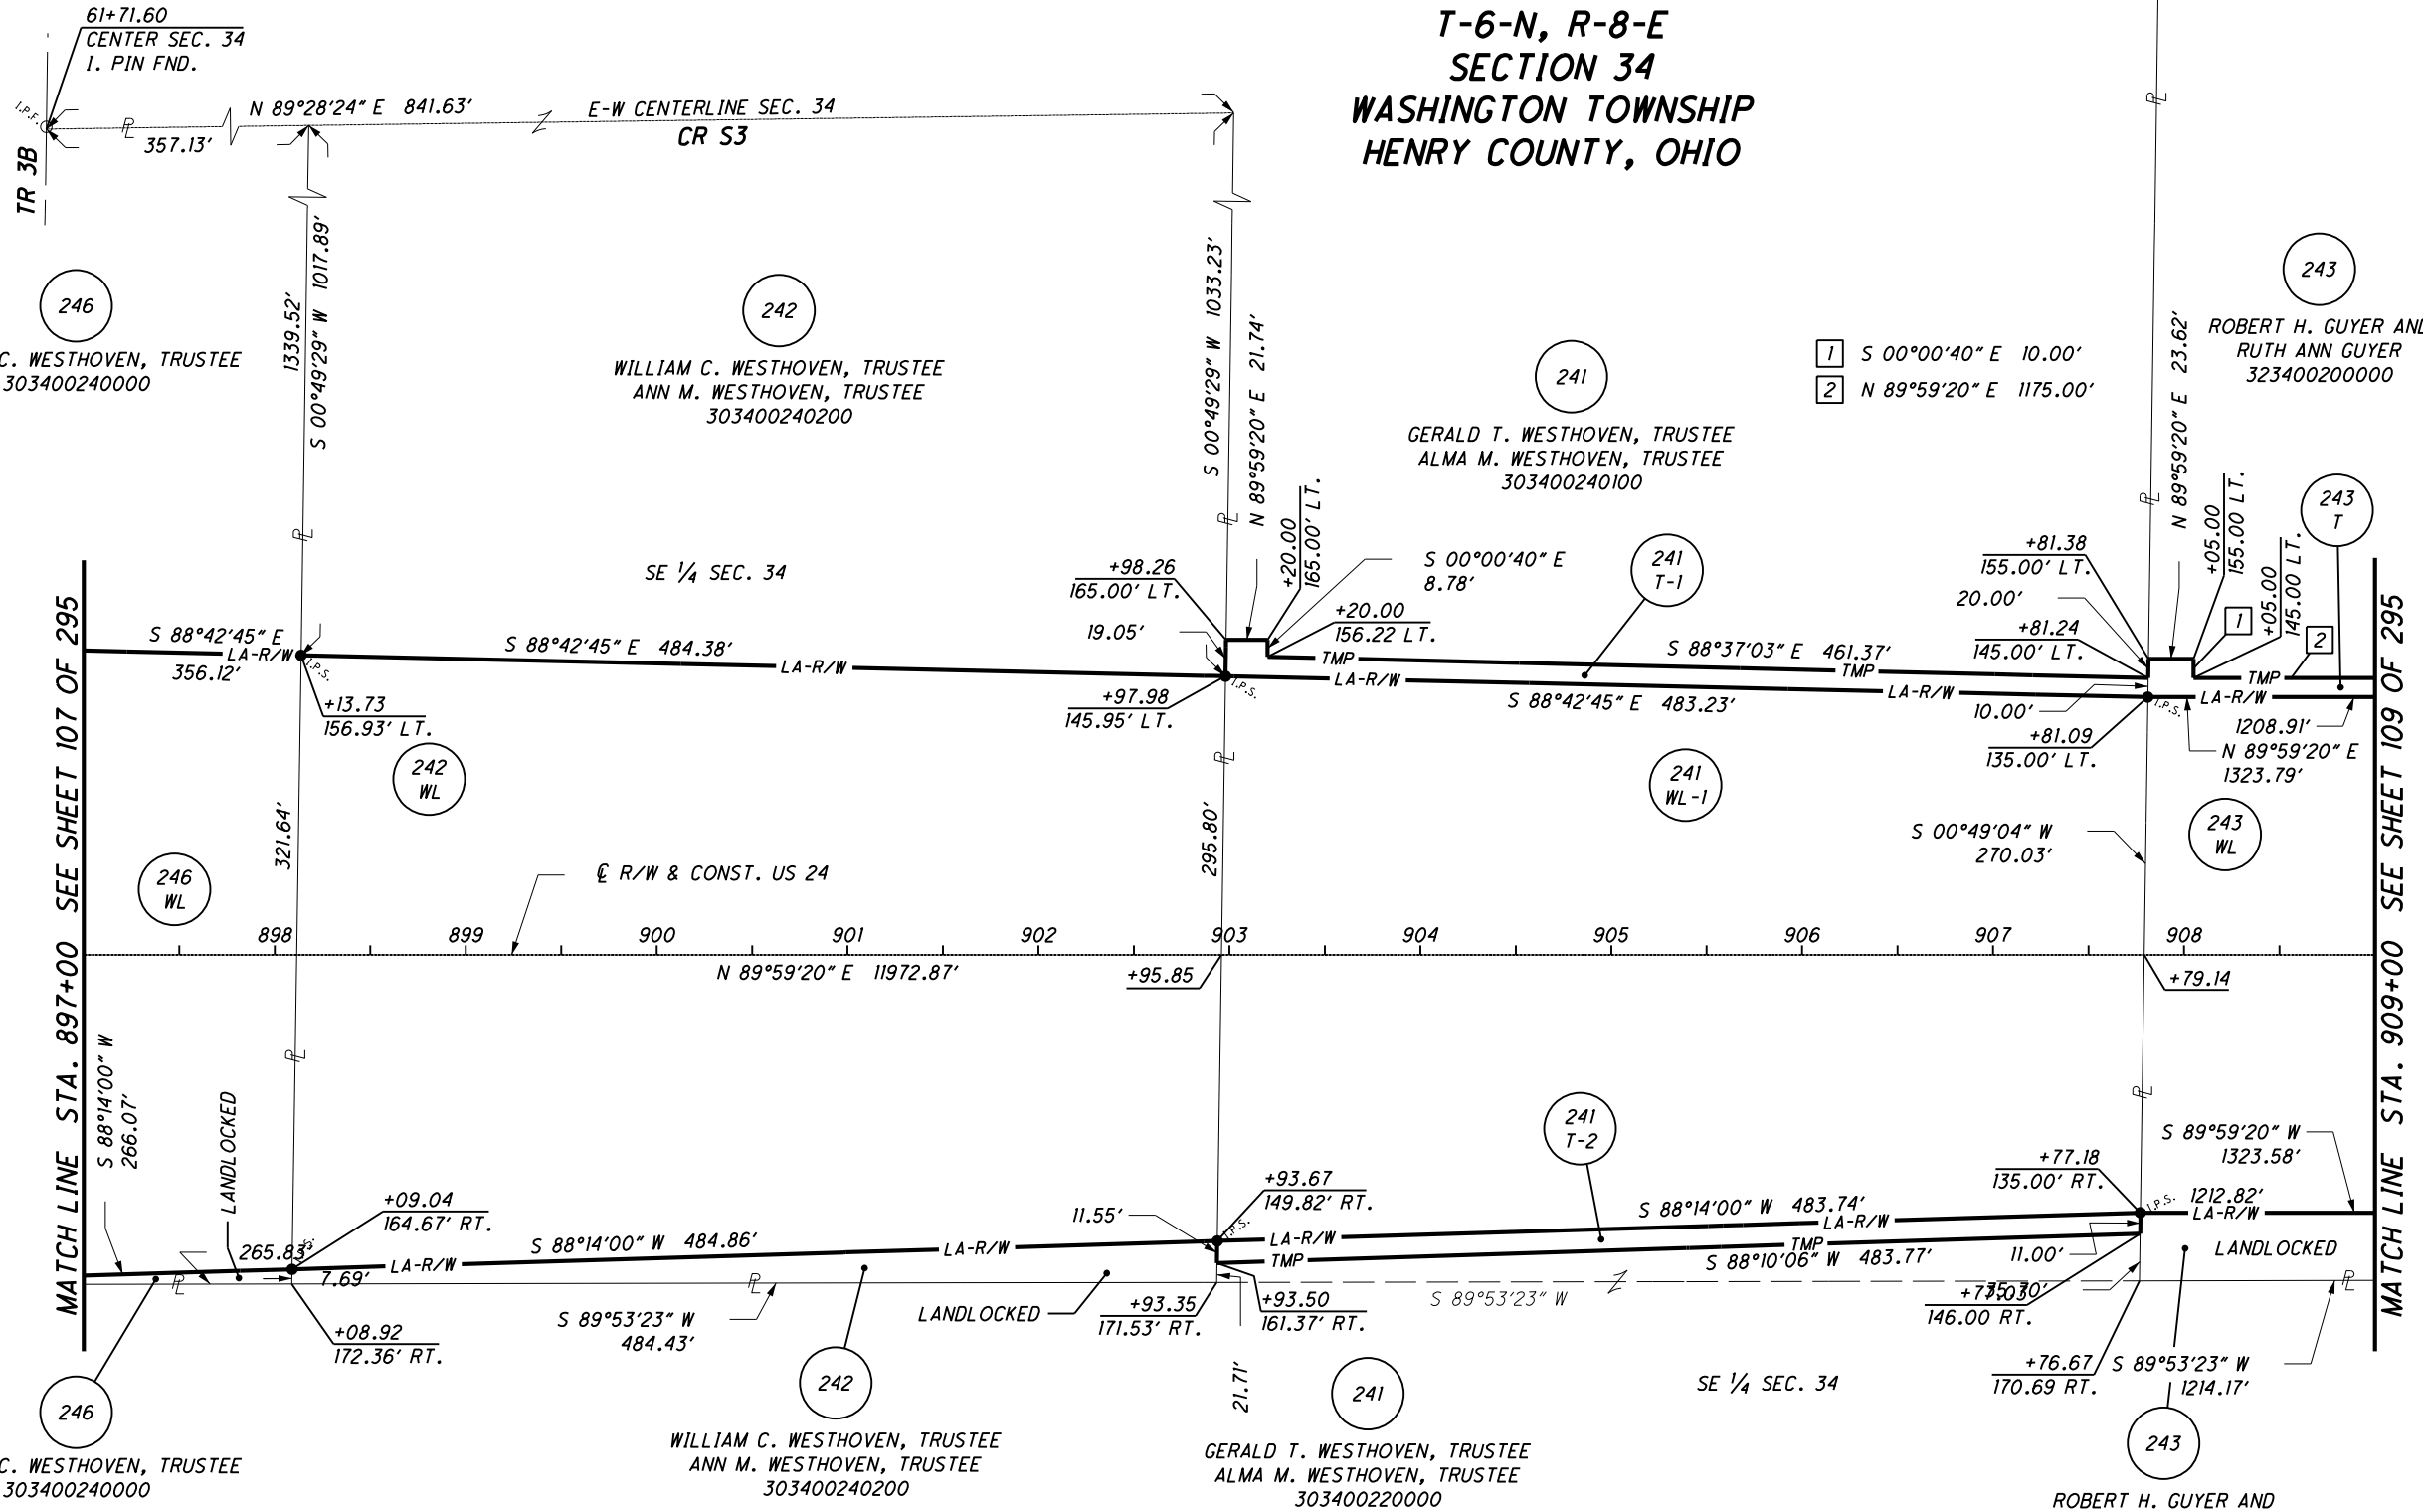 61+71.60
CENTER SEC. 34
I. PIN FND.
I.P.F.
TR 3B
N 89°28'24" E 841.63'
357.13'
E-W CENTERLINE SEC. 34
CR S3
T-6-N, R-8-E
SECTION 34
WASHINGTON TOWNSHIP
HENRY COUNTY, OHIO
246
C. WESTHOVEN, TRUSTEE
303400240000
1339.52'
S 00°49'29" W 1017.89'
242
WILLIAM C. WESTHOVEN, TRUSTEE
ANN M. WESTHOVEN, TRUSTEE
303400240200
S 00°49'29" W 1033.23'
N 89°59'20" E 21.74'
241
GERALD T. WESTHOVEN, TRUSTEE
ALMA M. WESTHOVEN, TRUSTEE
303400240100
1 S 00°00'40" E 10.00'
2 N 89°59'20" E 1175.00'
243
ROBERT H. GUYER AND
RUTH ANN GUYER
323400200000
N 89°59'20" E 23.62'
SE 1/4 SEC. 34
+98.26
165.00' LT.
+20.00
165.00' LT.
S 00°00'40" E
8.78'
+20.00
156.22 LT.
241
T-1
+81.38
155.00' LT.
20.00'
+81.24
145.00' LT.
+05.00
155.00 LT.
+05.00
145.00 LT.
1
2
243
T
MATCH LINE STA. 897+00 SEE SHEET 107 OF 295
S 88°42'45" E
356.12'
LA-R/W
I.P.S.
S 88°42'45" E 484.38'
LA-R/W
19.05'
I.P.S.
TMP
S 88°37'03" E 461.37'
TMP
LA-R/W
S 88°42'45" E 483.23'
LA-R/W
TMP
LA-R/W
I.P.S.
+13.73
156.93' LT.
+97.98
145.95' LT.
10.00'
+81.09
135.00' LT.
1208.91'
N 89°59'20" E
1323.79'
242
WL
241
WL-1
321.64'
295.80'
S 00°49'04" W
270.03'
243
WL
246
WL
℄ R/W & CONST. US 24
898 899 900 901 902 903 904 905 906 907 908
N 89°59'20" E 11972.87'
+95.85
+79.14
MATCH LINE STA. 909+00 SEE SHEET 109 OF 295
S 88°14'00" W
266.07'
LANDLOCKED
241
T-2
S 89°59'20" W
1323.58'
+09.04
164.67' RT.
+93.67
149.82' RT.
+77.18
135.00' RT.
11.55'
I.P.S.
S 88°14'00" W 483.74'
I.P.S.
1212.82'
LA-R/W
265.83'
7.69'
LA-R/W
S 88°14'00" W 484.86'
LA-R/W
LA-R/W
LA-R/W
TMP
TMP
S 88°10'06" W 483.77'
11.00'
LANDLOCKED
S 89°53'23" W
484.43'
LANDLOCKED
+93.35
171.53' RT.
+93.50
161.37' RT.
S 89°53'23" W
+77.03
146.00 RT.
+08.92
172.36' RT.
21.71'
SE 1/4 SEC. 34
+76.67
170.69 RT.
S 89°53'23" W
1214.17'
246
C. WESTHOVEN, TRUSTEE
303400240000
242
WILLIAM C. WESTHOVEN, TRUSTEE
ANN M. WESTHOVEN, TRUSTEE
303400240200
241
GERALD T. WESTHOVEN, TRUSTEE
ALMA M. WESTHOVEN, TRUSTEE
303400220000
243
ROBERT H. GUYER AND